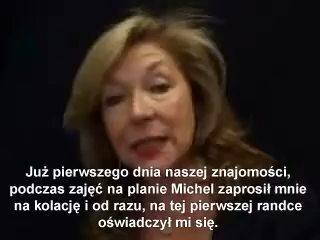 Już pierwszego dnia naszej znajomości,
podczas zajęć na planie Michel zaprosił mnie
na kolację i od razu, na tej pierwszej randce
oświadczył mi się.